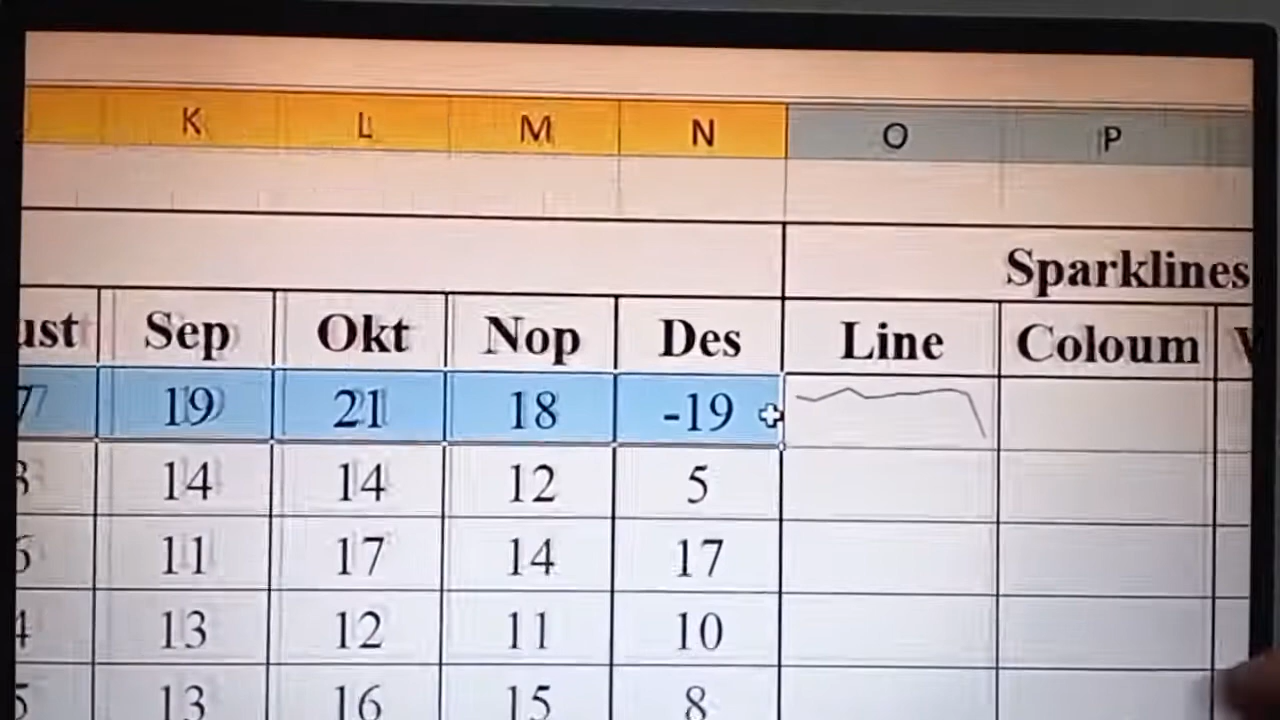 K L M N O P
Sparklines
Sep Okt Nop Des Line Coloum
19 21 18 -19
14 14 12 5
11 17 14 17
13 12 11 10
13 16 15 8